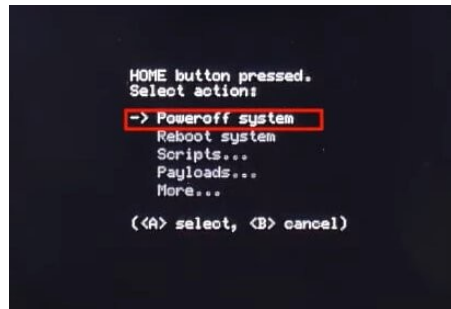 HOME button pressed.
Select action:
-> Poweroff system
Reboot system
Scripts...
Payloads...
More...
(<A> select, <B> cancel)